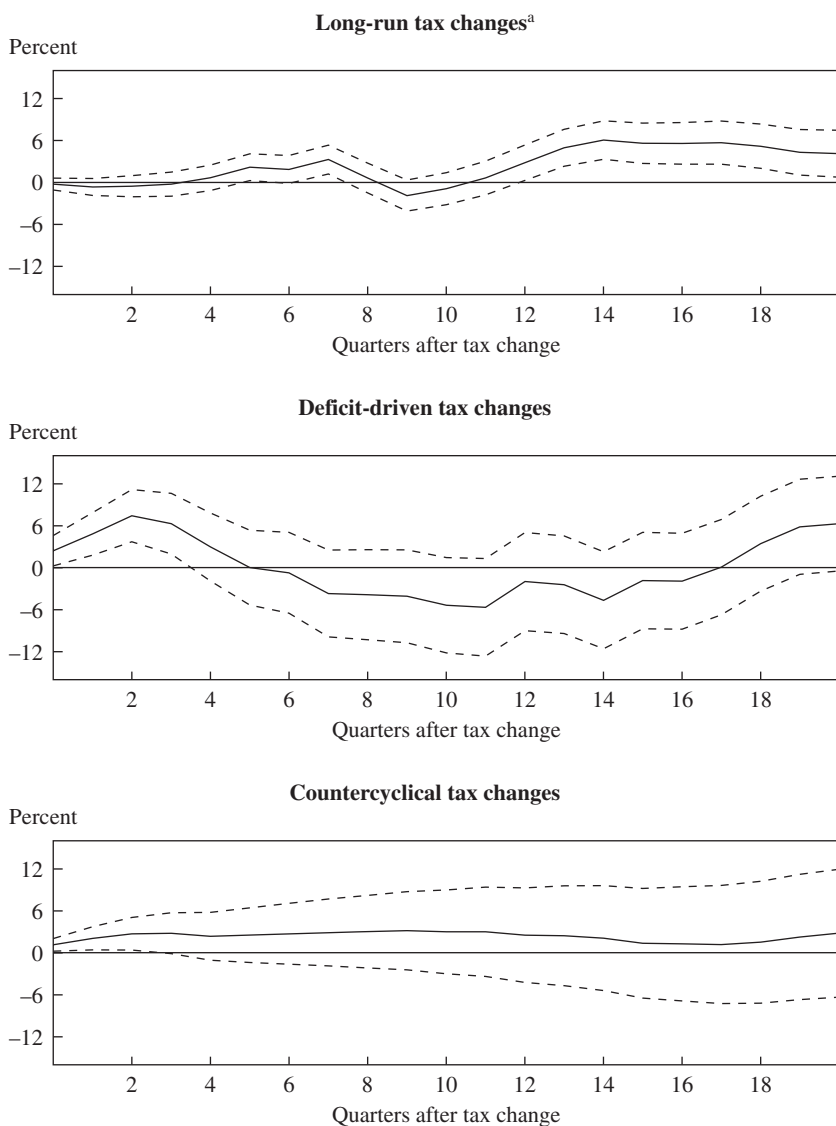 Long-run tax changesᵃ
Percent
12
6
0
–6
–12
2 4 6 8 10 12 14 16 18
Quarters after tax change
Deficit-driven tax changes
Percent
12
6
0
–6
–12
2 4 6 8 10 12 14 16 18
Quarters after tax change
Countercyclical tax changes
Percent
12
6
0
–6
–12
2 4 6 8 10 12 14 16 18
Quarters after tax change